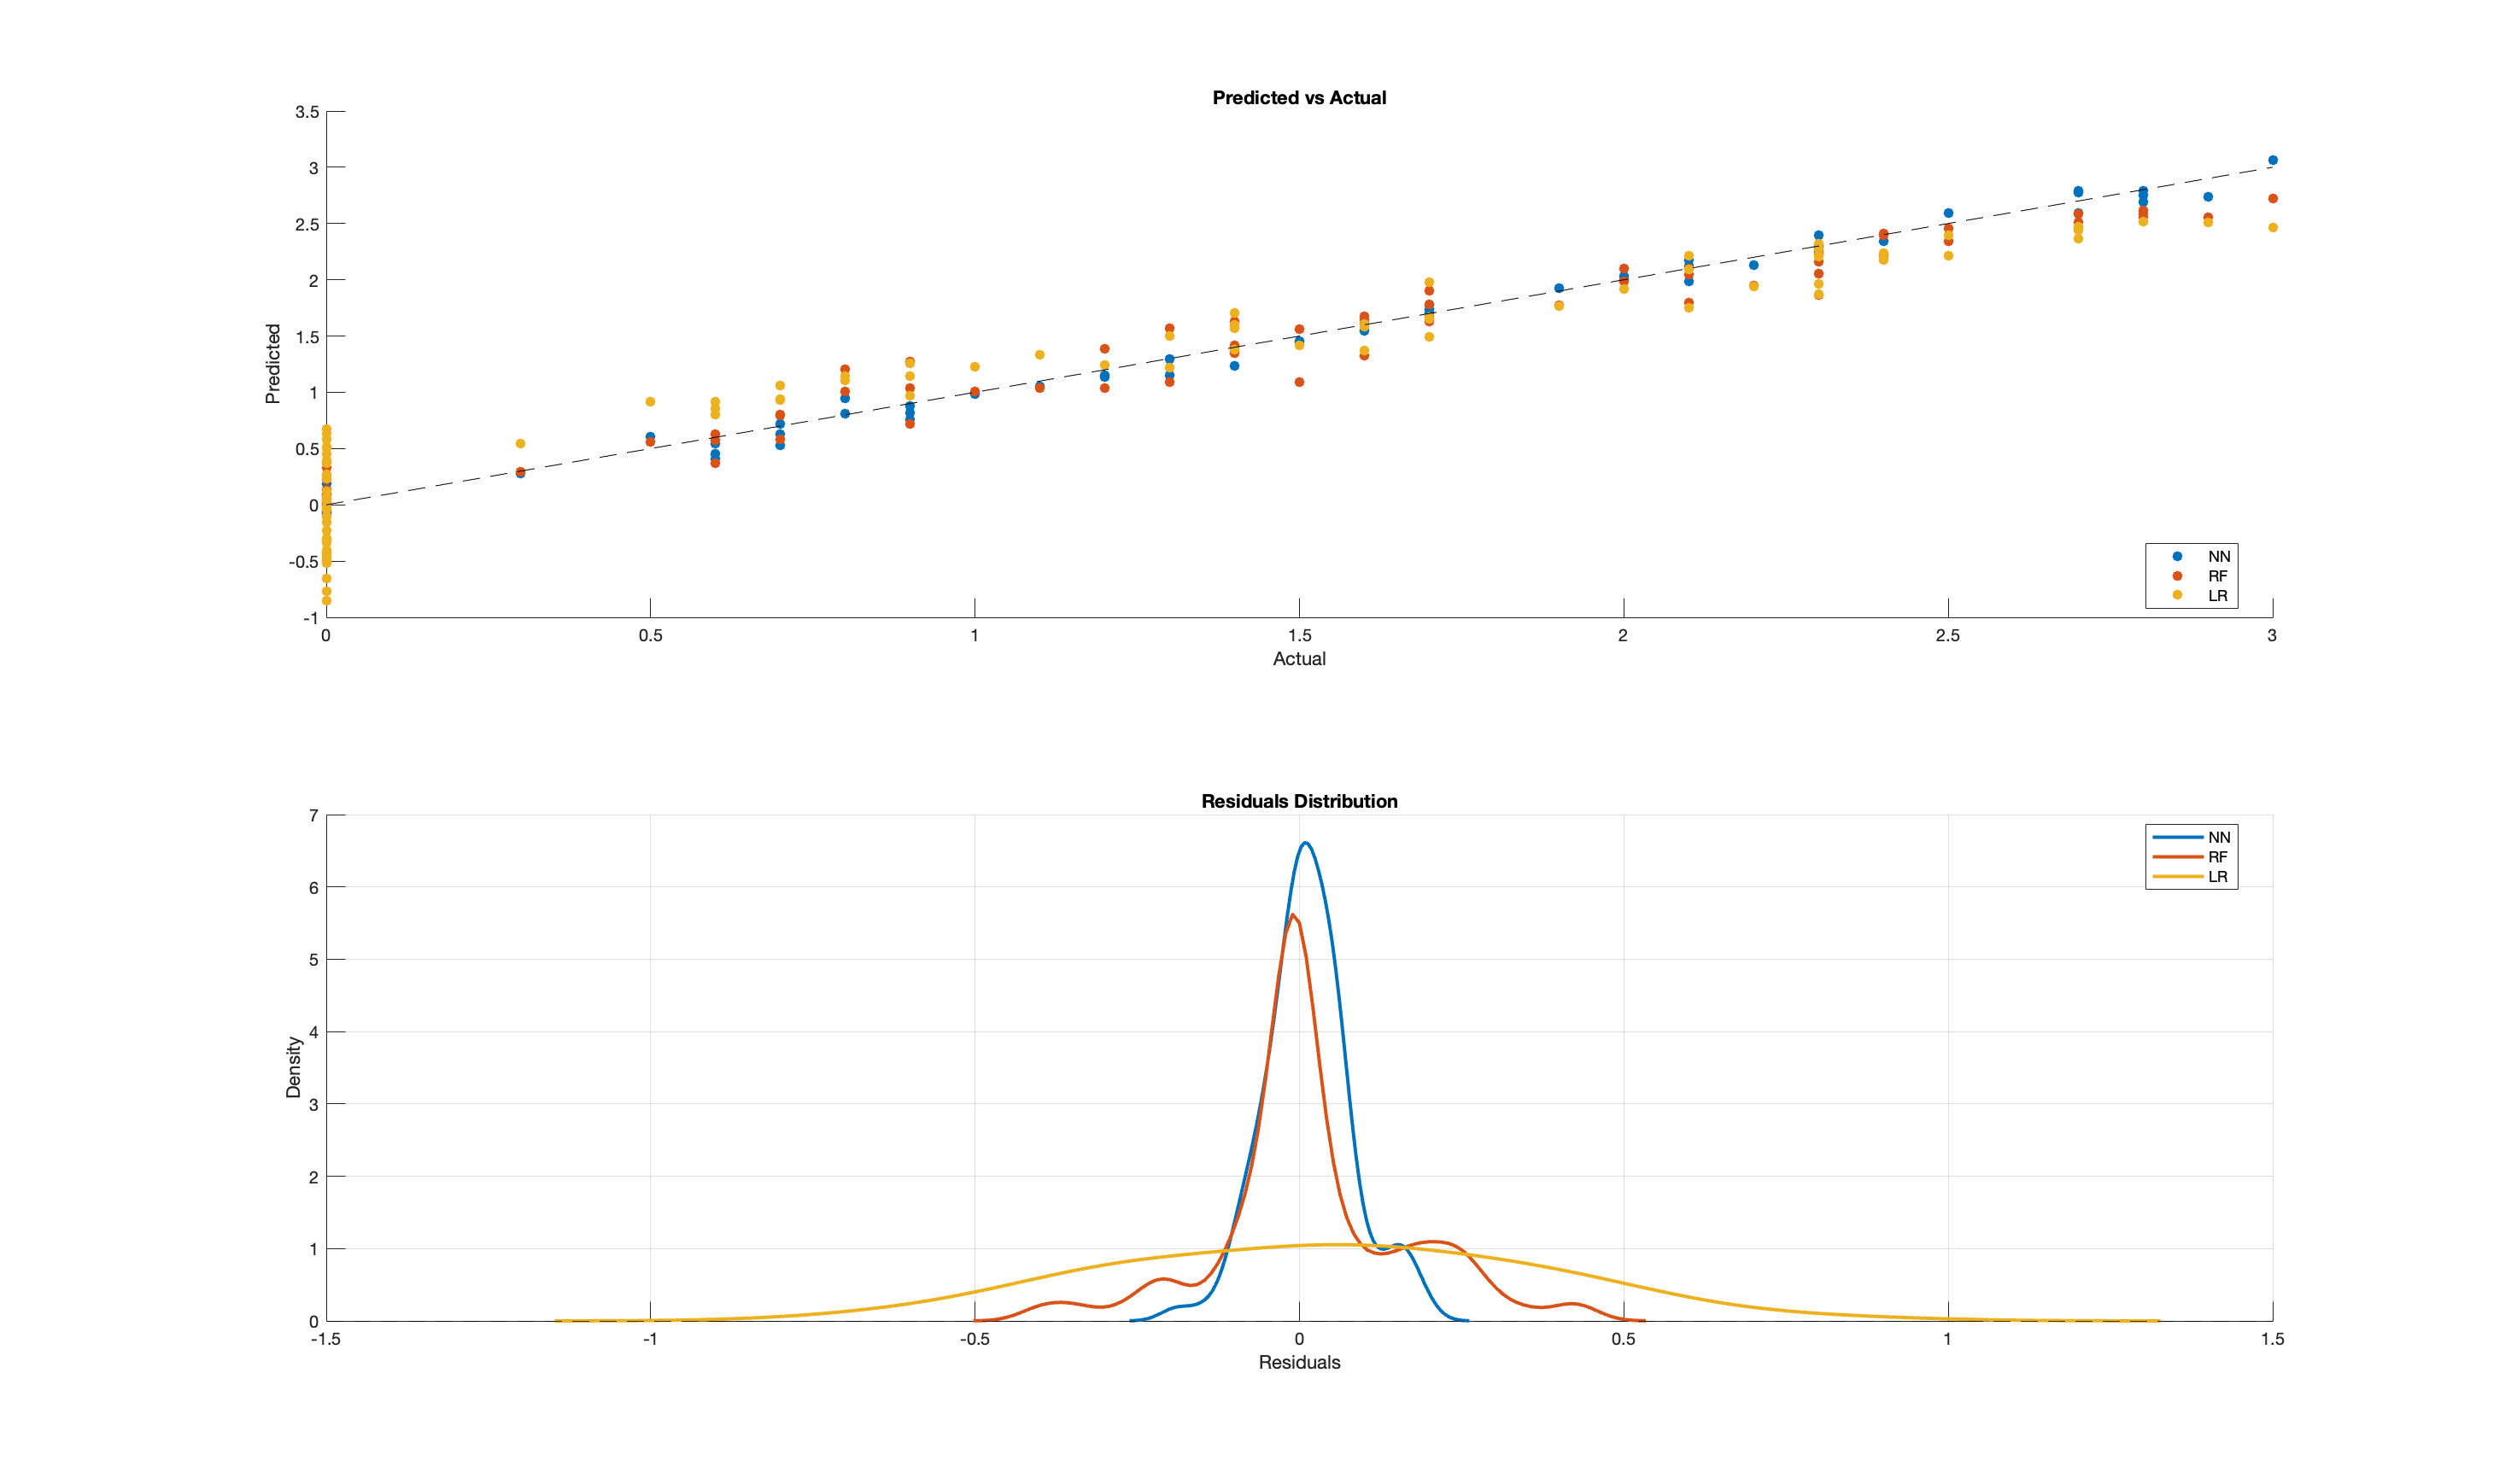 Predicted vs Actual
3.5
3
2.5
2
1.5
1
0.5
0
-0.5
-1
Predicted
0 0.5 1 1.5 2 2.5 3
Actual
NN
RF
LR
Residuals Distribution
7
6
5
4
3
2
1
0
Density
-1.5 -1 -0.5 0 0.5 1 1.5
Residuals
NN
RF
LR